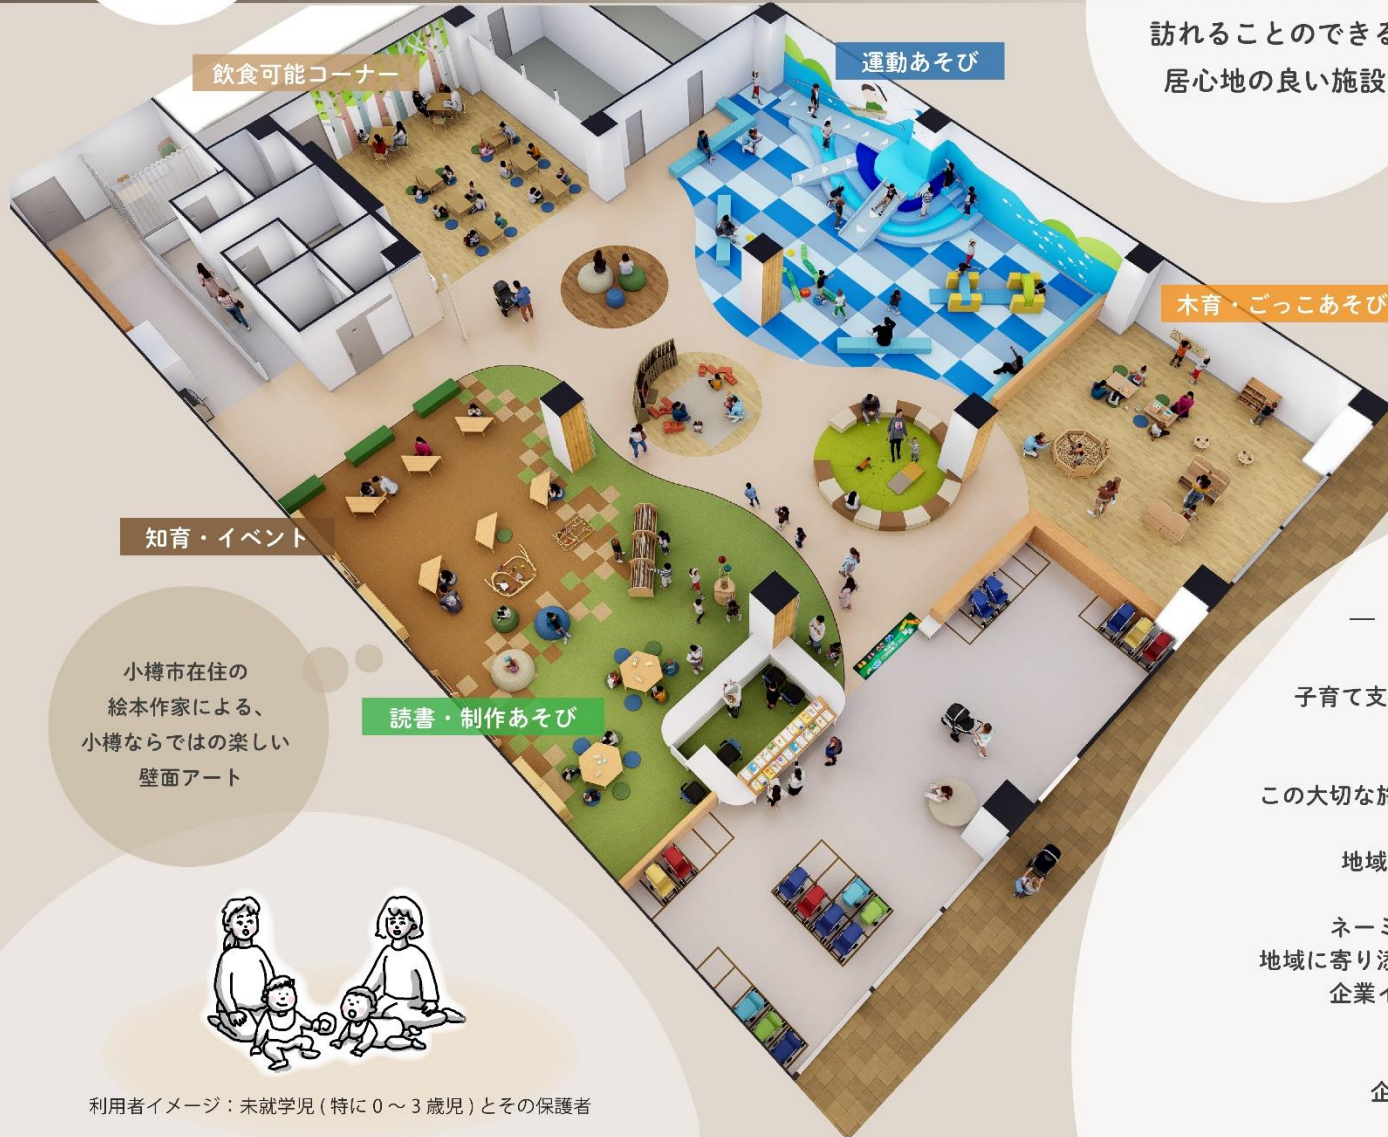 訪れることのできる
居心地の良い施設
飲食可能コーナー
運動あそび
木育・ごっこあそび
知育・イベント
小樽市在住の
絵本作家による、
小樽ならではの楽しい
壁面アート
読書・制作あそび
―
子育て支
この大切な施
地域
ネーミ
地域に寄り添
企業イ
企
利用者イメージ：未就学児(特に0～3歳児)とその保護者